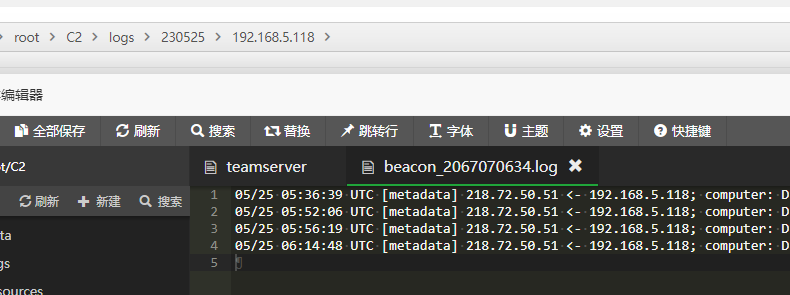 root > C2 > logs > 230525 > 192.168.5.118 >
编辑器
全部保存 刷新 搜索 替换 跳转行 字体 主题 设置 快捷键
t/C2 teamserver beacon_2067070634.log
刷新 新建 搜索
1 05/25 05:36:39 UTC [metadata] 218.72.50.51 <- 192.168.5.118; computer: D
2 05/25 05:52:06 UTC [metadata] 218.72.50.51 <- 192.168.5.118; computer: D
3 05/25 05:56:19 UTC [metadata] 218.72.50.51 <- 192.168.5.118; computer: D
4 05/25 06:14:48 UTC [metadata] 218.72.50.51 <- 192.168.5.118; computer: D
5
ta
gs
sources